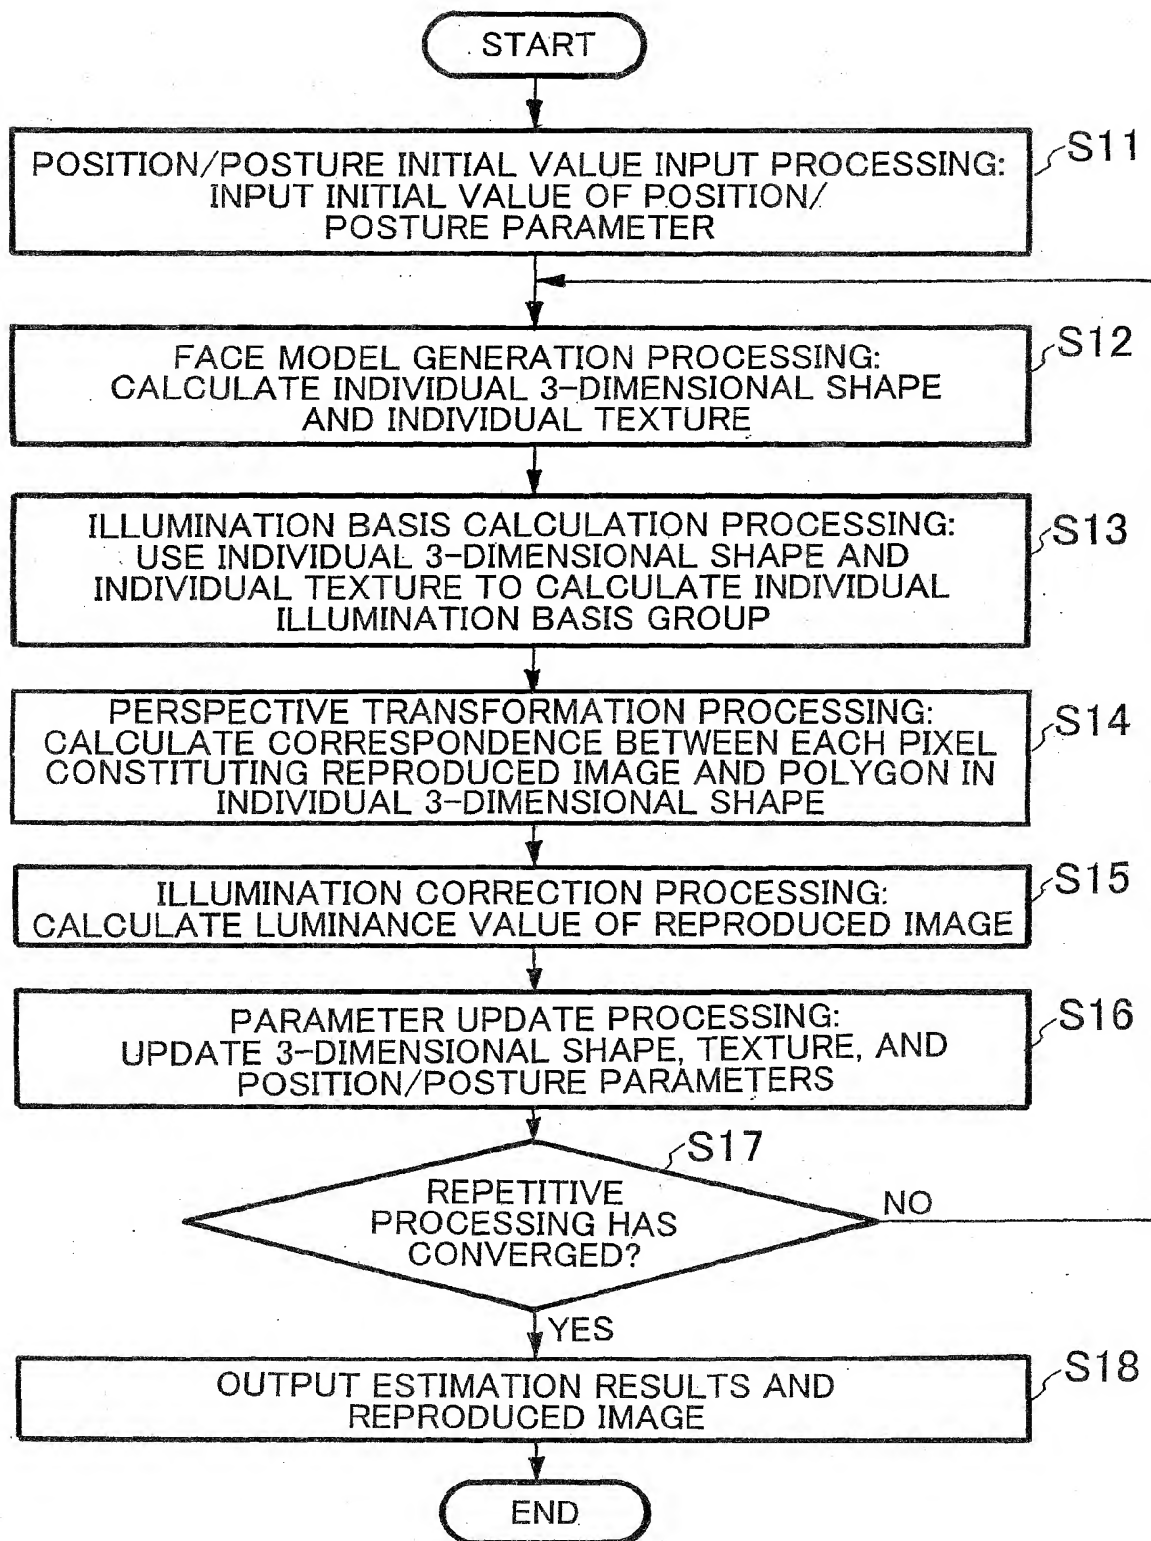 START
POSITION/POSTURE INITIAL VALUE INPUT PROCESSING:
INPUT INITIAL VALUE OF POSITION/
POSTURE PARAMETER
S11
FACE MODEL GENERATION PROCESSING:
CALCULATE INDIVIDUAL 3-DIMENSIONAL SHAPE
AND INDIVIDUAL TEXTURE
S12
ILLUMINATION BASIS CALCULATION PROCESSING:
USE INDIVIDUAL 3-DIMENSIONAL SHAPE AND
INDIVIDUAL TEXTURE TO CALCULATE INDIVIDUAL
ILLUMINATION BASIS GROUP
S13
PERSPECTIVE TRANSFORMATION PROCESSING:
CALCULATE CORRESPONDENCE BETWEEN EACH PIXEL
CONSTITUTING REPRODUCED IMAGE AND POLYGON IN
INDIVIDUAL 3-DIMENSIONAL SHAPE
S14
ILLUMINATION CORRECTION PROCESSING:
CALCULATE LUMINANCE VALUE OF REPRODUCED IMAGE
S15
PARAMETER UPDATE PROCESSING:
UPDATE 3-DIMENSIONAL SHAPE, TEXTURE, AND
POSITION/POSTURE PARAMETERS
S16
S17
REPETITIVE
PROCESSING HAS
CONVERGED?
NO
YES
OUTPUT ESTIMATION RESULTS AND
REPRODUCED IMAGE
S18
END